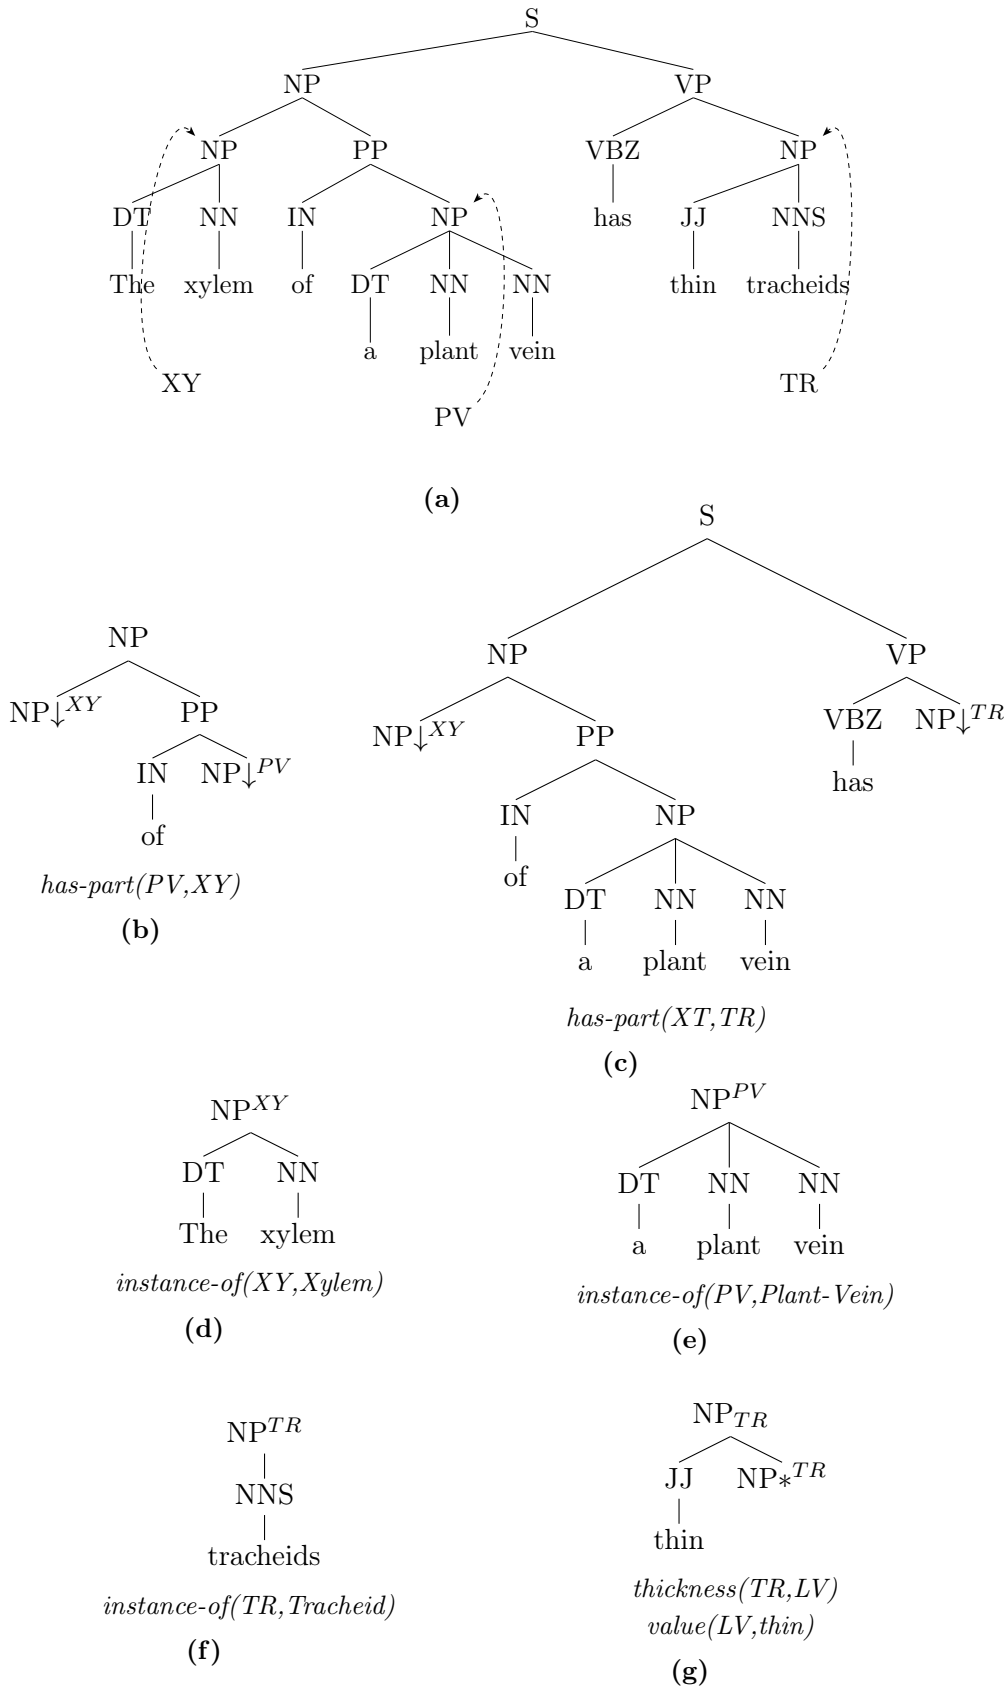 S
NP VP
NP PP VBZ NP
DT NN IN NP has JJ NNS
The xylem of DT NN NN thin tracheids
a plant vein
XY TR
PV
(a)
S
NP
NP↓XY PP
IN NP↓PV
of
has-part(PV,XY)
(b)
NP VP
NP↓XY PP VBZ NP↓TR
has
IN NP
of
DT NN NN
a plant vein
has-part(XT,TR)
(c)
NPXY
DT NN
The xylem
instance-of(XY,Xylem)
(d)
NPPV
DT NN NN
a plant vein
instance-of(PV,Plant-Vein)
(e)
NPTR
NNS
tracheids
instance-of(TR,Tracheid)
(f)
NPTR
JJ NP*TR
thin
thickness(TR,LV)
value(LV,thin)
(g)